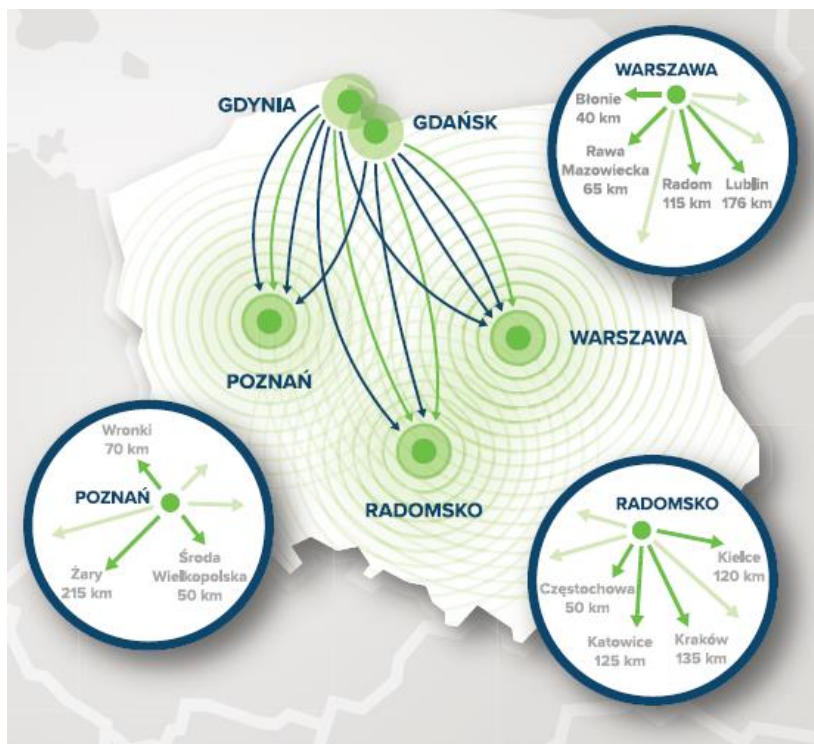 GDYNIA
GDAŃSK
WARSZAWA
Błonie
40 km
Rawa
Mazowiecka
65 km
Radom
115 km
Lublin
176 km
POZNAŃ
WARSZAWA
RADOMSKO
Wronki
70 km
POZNAŃ
Żary
215 km
Środa
Wielkopolska
50 km
RADOMSKO
Częstochowa
50 km
Katowice
125 km
Kraków
135 km
Kielce
120 km